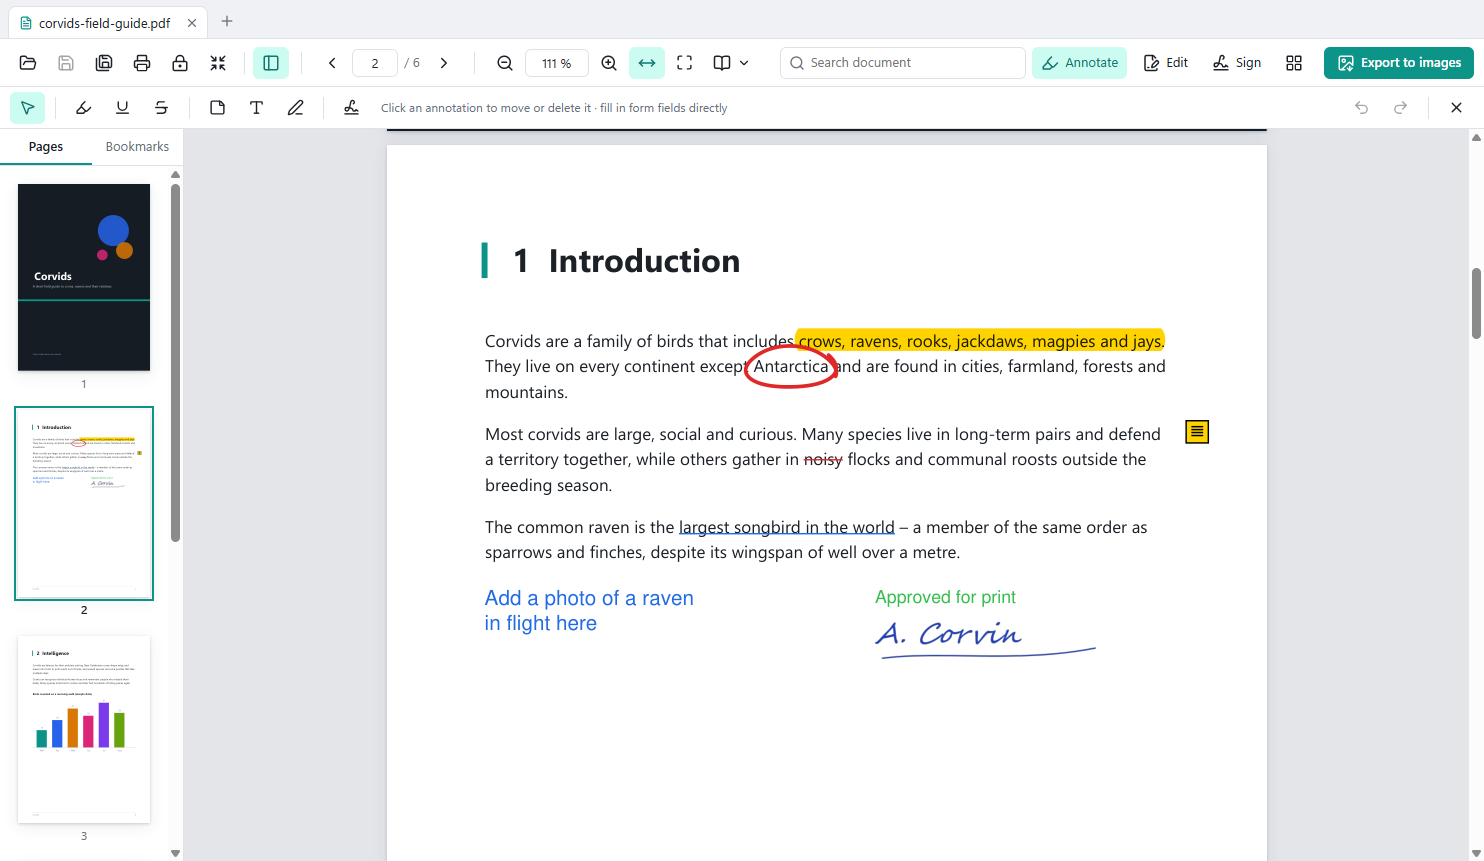 corvids-field-guide.pdf
2 / 6
111 %
Search document
Annotate
Edit
Sign
Export to images
Click an annotation to move or delete it · fill in form fields directly
Pages
Bookmarks
Corvids
1
1 Introduction
2
2 Intelligence
3
1 Introduction
Corvids are a family of birds that includes crows, ravens, rooks, jackdaws, magpies and jays.
They live on every continent except Antarctica and are found in cities, farmland, forests and
mountains.
Most corvids are large, social and curious. Many species live in long-term pairs and defend
a territory together, while others gather in noisy flocks and communal roosts outside the
breeding season.
The common raven is the largest songbird in the world – a member of the same order as
sparrows and finches, despite its wingspan of well over a metre.
Add a photo of a raven
in flight here
Approved for print
A. Corvin